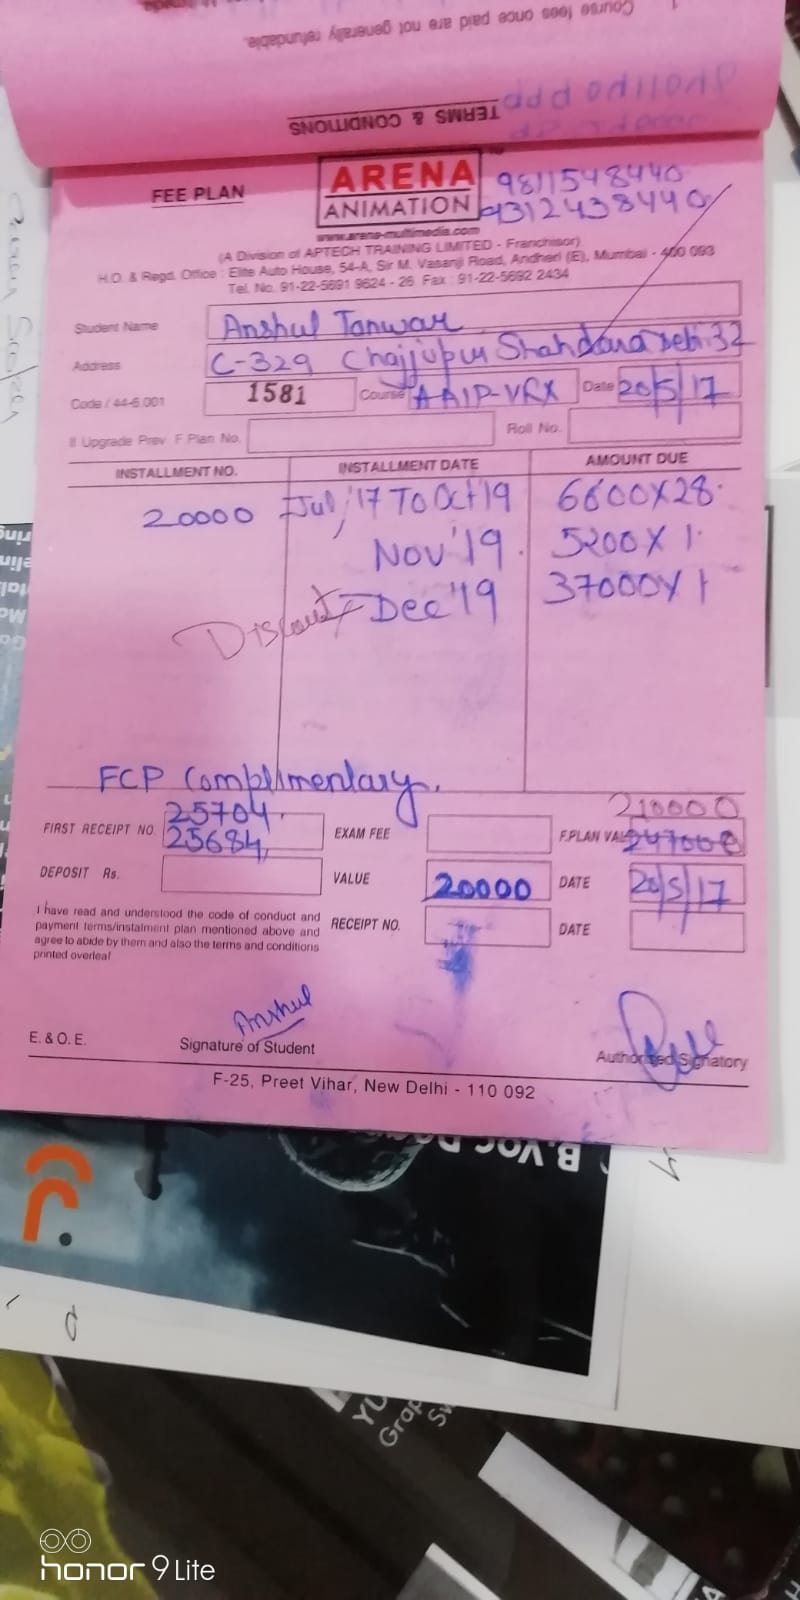 1. Course fees once paid are not generally refundable.
TERMS & CONDITIONS
FEE PLAN
ARENA
ANIMATION
9811548440
9312438440
www.arena-multimedia.com
(A Division of APTECH TRAINING LIMITED - Franchisor)
H.O. & Regd. Office : Elite Auto House, 54-A, Sir M. Vasanji Road, Andheri (E), Mumbai - 400 093
Tel. No. 91-22-5691 9624 - 26 Fax : 91-22-5692 2434
Student Name Anshul Tanwar
Address C-329 Chajjupur Shahdara Delhi-32
Code / 44-6.001 1581 Course AAIP-VRX Date 20/5/17
If Upgrade Prev F Plan No. Roll No.
INSTALLMENT NO. INSTALLMENT DATE AMOUNT DUE
20000 Jul'17 To Oct'19 6600X28
Nov'19 5200X1
Discount Dec'19 37000X1
FCP Complimentary.
210000
FIRST RECEIPT NO. 25704 25684 EXAM FEE F.PLAN VAL 247000
DEPOSIT Rs. VALUE 20000 DATE 20/5/17
I have read and understood the code of conduct and
payment terms/instalment plan mentioned above and
agree to abide by them and also the terms and conditions
printed overleaf
RECEIPT NO. DATE
Anshul
E. & O. E. Signature of Student Authorised Signatory
F-25, Preet Vihar, New Delhi - 110 092
B.Voc
honor 9 Lite